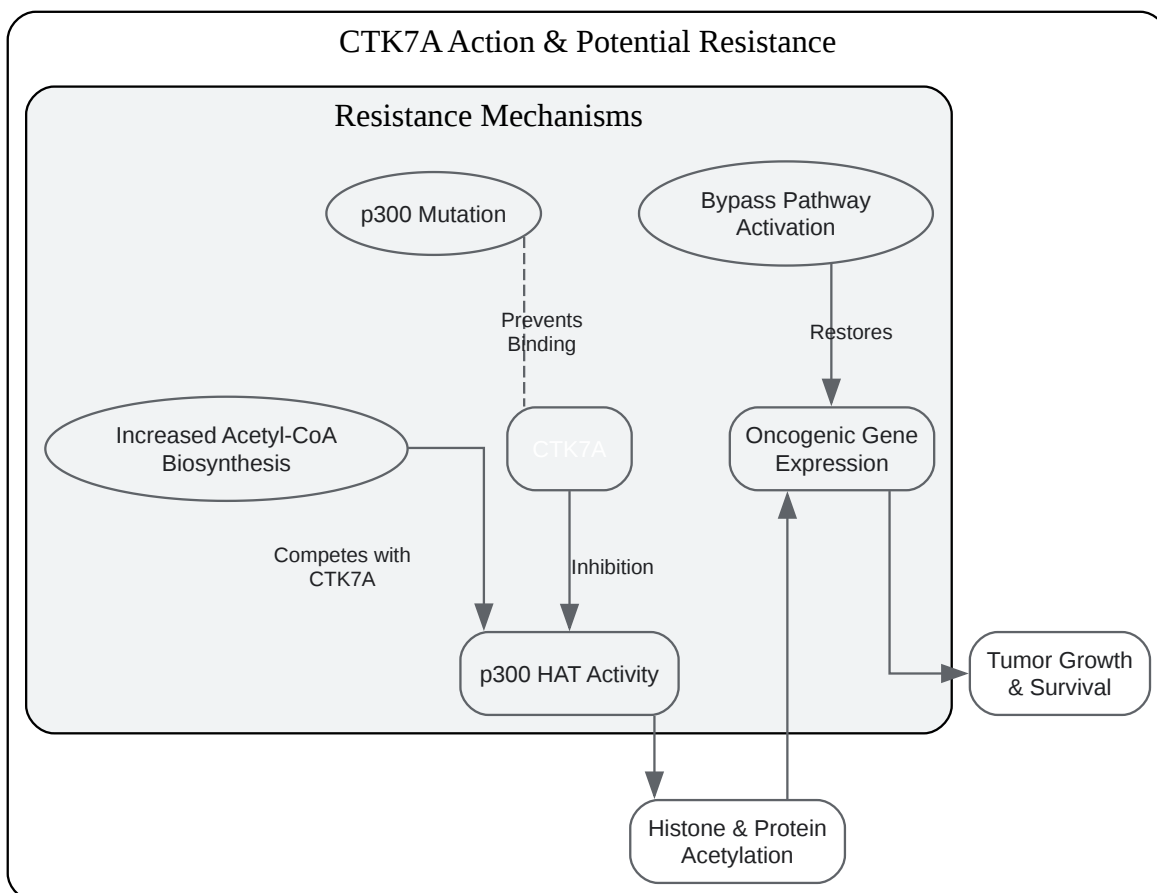 CTK7A Action & Potential Resistance
Resistance Mechanisms
p300 Mutation
Bypass Pathway
Activation
Prevents
Binding
Restores
Increased Acetyl-CoA
Biosynthesis
CTK7A
Oncogenic Gene
Expression
Competes with
CTK7A
Inhibition
p300 HAT Activity
Tumor Growth
& Survival
Histone & Protein
Acetylation